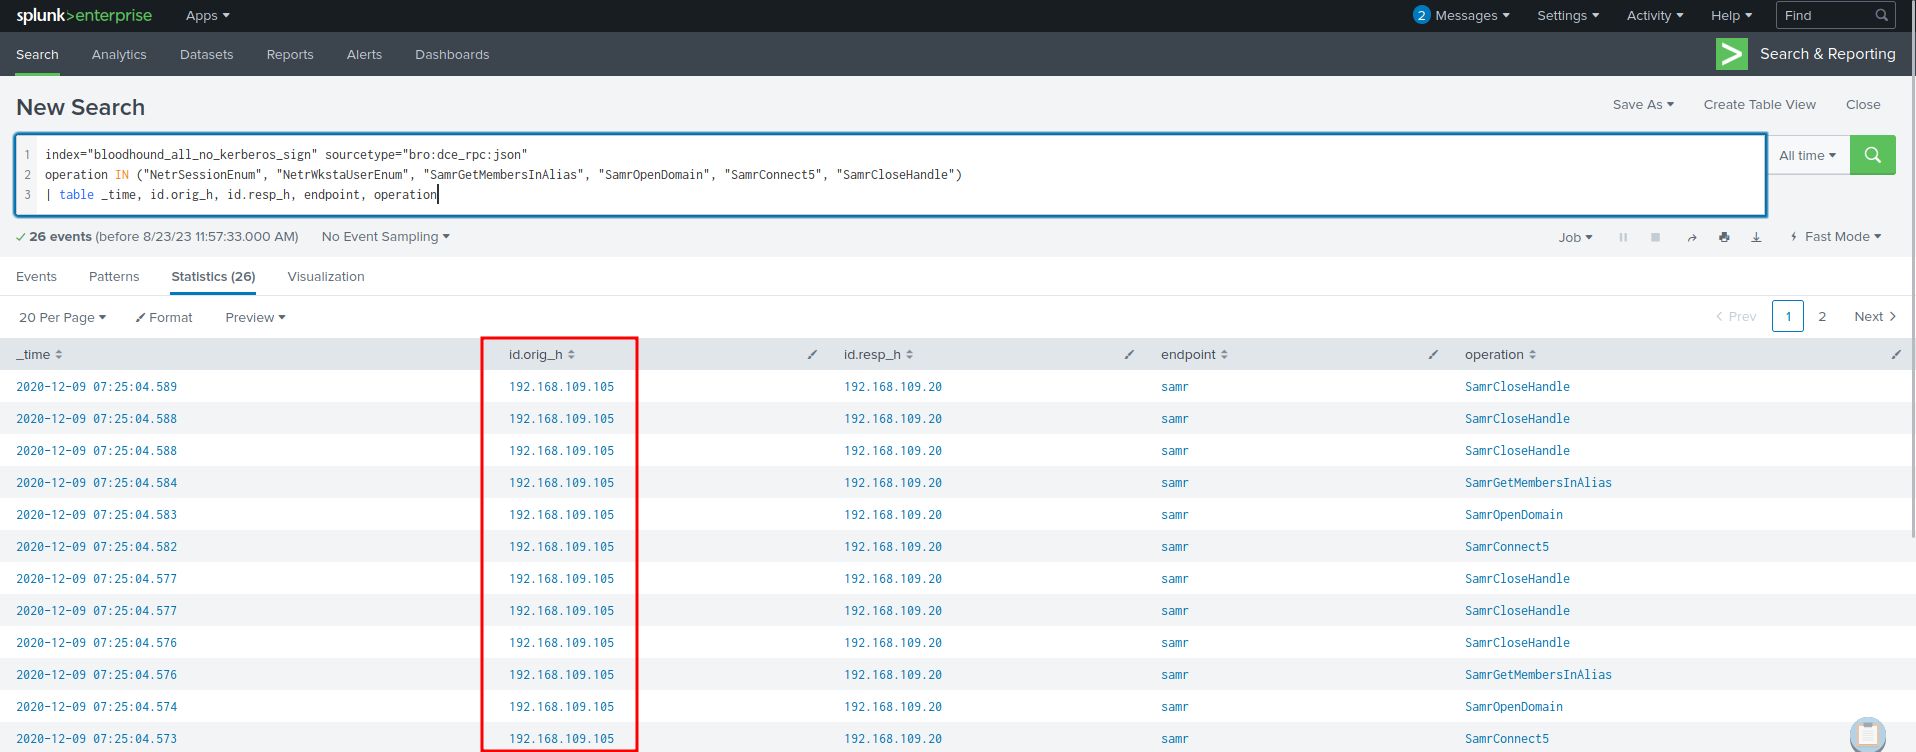 splunk>enterprise Apps 2 Messages Settings Activity Help Find
Search Analytics Datasets Reports Alerts Dashboards Search & Reporting
New Search Save As Create Table View Close
1 index="bloodhound_all_no_kerberos_sign" sourcetype="bro:dce_rpc:json"
2 operation IN ("NetrSessionEnum", "NetrWkstaUserEnum", "SamrGetMembersInAlias", "SamrOpenDomain", "SamrConnect5", "SamrCloseHandle") All time
3 | table _time, id.orig_h, id.resp_h, endpoint, operation
26 events (before 8/23/23 11:57:33.000 AM) No Event Sampling Job Fast Mode
Events Patterns Statistics (26) Visualization
20 Per Page Format Preview Prev 1 2 Next
_time id.orig_h id.resp_h endpoint operation
2020-12-09 07:25:04.589 192.168.109.105 192.168.109.20 samr SamrCloseHandle
2020-12-09 07:25:04.588 192.168.109.105 192.168.109.20 samr SamrCloseHandle
2020-12-09 07:25:04.588 192.168.109.105 192.168.109.20 samr SamrCloseHandle
2020-12-09 07:25:04.584 192.168.109.105 192.168.109.20 samr SamrGetMembersInAlias
2020-12-09 07:25:04.583 192.168.109.105 192.168.109.20 samr SamrOpenDomain
2020-12-09 07:25:04.582 192.168.109.105 192.168.109.20 samr SamrConnect5
2020-12-09 07:25:04.577 192.168.109.105 192.168.109.20 samr SamrCloseHandle
2020-12-09 07:25:04.577 192.168.109.105 192.168.109.20 samr SamrCloseHandle
2020-12-09 07:25:04.576 192.168.109.105 192.168.109.20 samr SamrCloseHandle
2020-12-09 07:25:04.576 192.168.109.105 192.168.109.20 samr SamrGetMembersInAlias
2020-12-09 07:25:04.574 192.168.109.105 192.168.109.20 samr SamrOpenDomain
2020-12-09 07:25:04.573 192.168.109.105 192.168.109.20 samr SamrConnect5